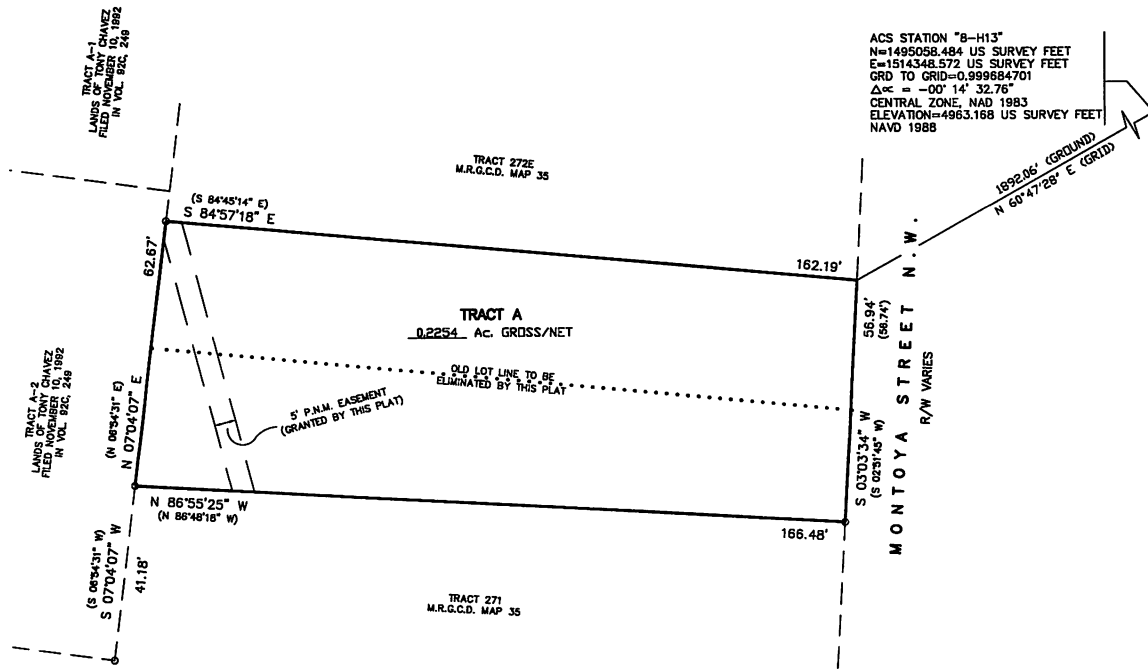 TRACT A-1
LANDS OF TONY CHAVEZ
FILED NOVEMBER 10, 1992
IN VOL. 92C, 249
ACS STATION "8-H13"
N=1495058.484 US SURVEY FEET
E=1514348.572 US SURVEY FEET
GRD TO GRID=0.999684701
Δ∝ = -00° 14' 32.76"
CENTRAL ZONE, NAD 1983
ELEVATION=4963.168 US SURVEY FEET
NAVD 1988
1892.06' (GROUND)
N 60°47'28" E (GRID)
TRACT 272E
M.R.G.C.D. MAP 35
(S 84°45'14" E)
S 84°57'18" E
162.19'
62.67'
TRACT A
0.2254 Ac. GROSS/NET
56.94'
(58.74')
MONTOYA STREET N.W.
R/W VARIES
OLD LOT LINE TO BE
ELIMINATED BY THIS PLAT
TRACT A-2
LANDS OF TONY CHAVEZ
FILED NOVEMBER 10, 1992
IN VOL. 92C, 249
(N 06°54'31" E)
N 07°04'07" E
5' P.N.M. EASEMENT
(GRANTED BY THIS PLAT)
S 03°03'34" W
(S 02°51'45" W)
N 86°55'25" W
(N 86°48'16" W)
166.48'
(S 06°54'31" W)
S 07°04'07" W
41.18'
TRACT 271
M.R.G.C.D. MAP 35